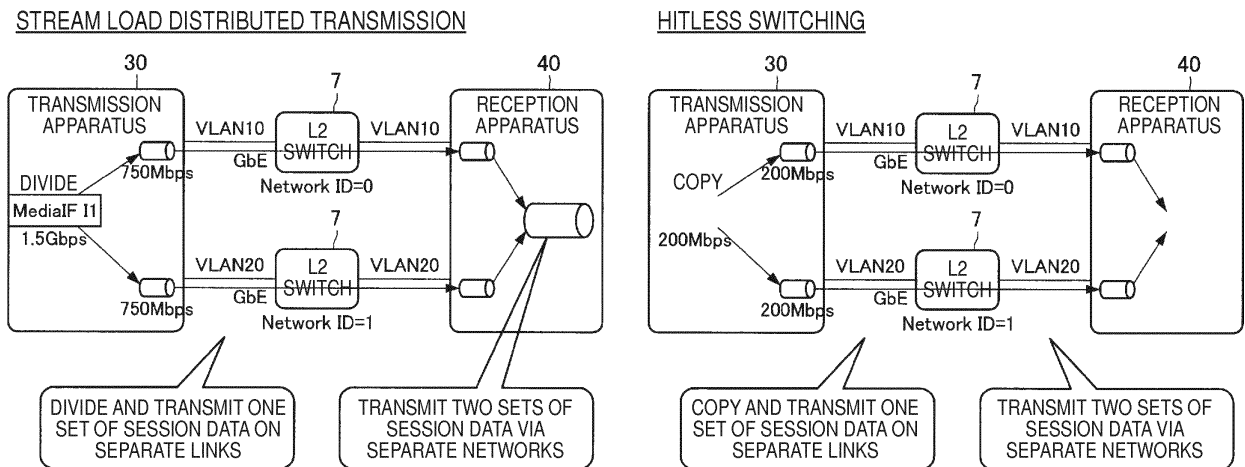 STREAM LOAD DISTRIBUTED TRANSMISSION
30
40
7
TRANSMISSION
APPARATUS
VLAN10
L2
SWITCH
VLAN10
RECEPTION
APPARATUS
GbE
750Mbps
Network ID=0
DIVIDE
MediaIF I1
1.5Gbps
7
VLAN20
L2
SWITCH
VLAN20
GbE
750Mbps
Network ID=1
DIVIDE AND TRANSMIT ONE
SET OF SESSION DATA ON
SEPARATE LINKS
TRANSMIT TWO SETS OF
SESSION DATA VIA
SEPARATE NETWORKS
HITLESS SWITCHING
30
40
7
TRANSMISSION
APPARATUS
VLAN10
L2
SWITCH
VLAN10
RECEPTION
APPARATUS
GbE
200Mbps
Network ID=0
COPY
200Mbps
7
VLAN20
L2
SWITCH
VLAN20
GbE
200Mbps
Network ID=1
COPY AND TRANSMIT ONE
SET OF SESSION DATA ON
SEPARATE LINKS
TRANSMIT TWO SETS OF
SESSION DATA VIA
SEPARATE NETWORKS